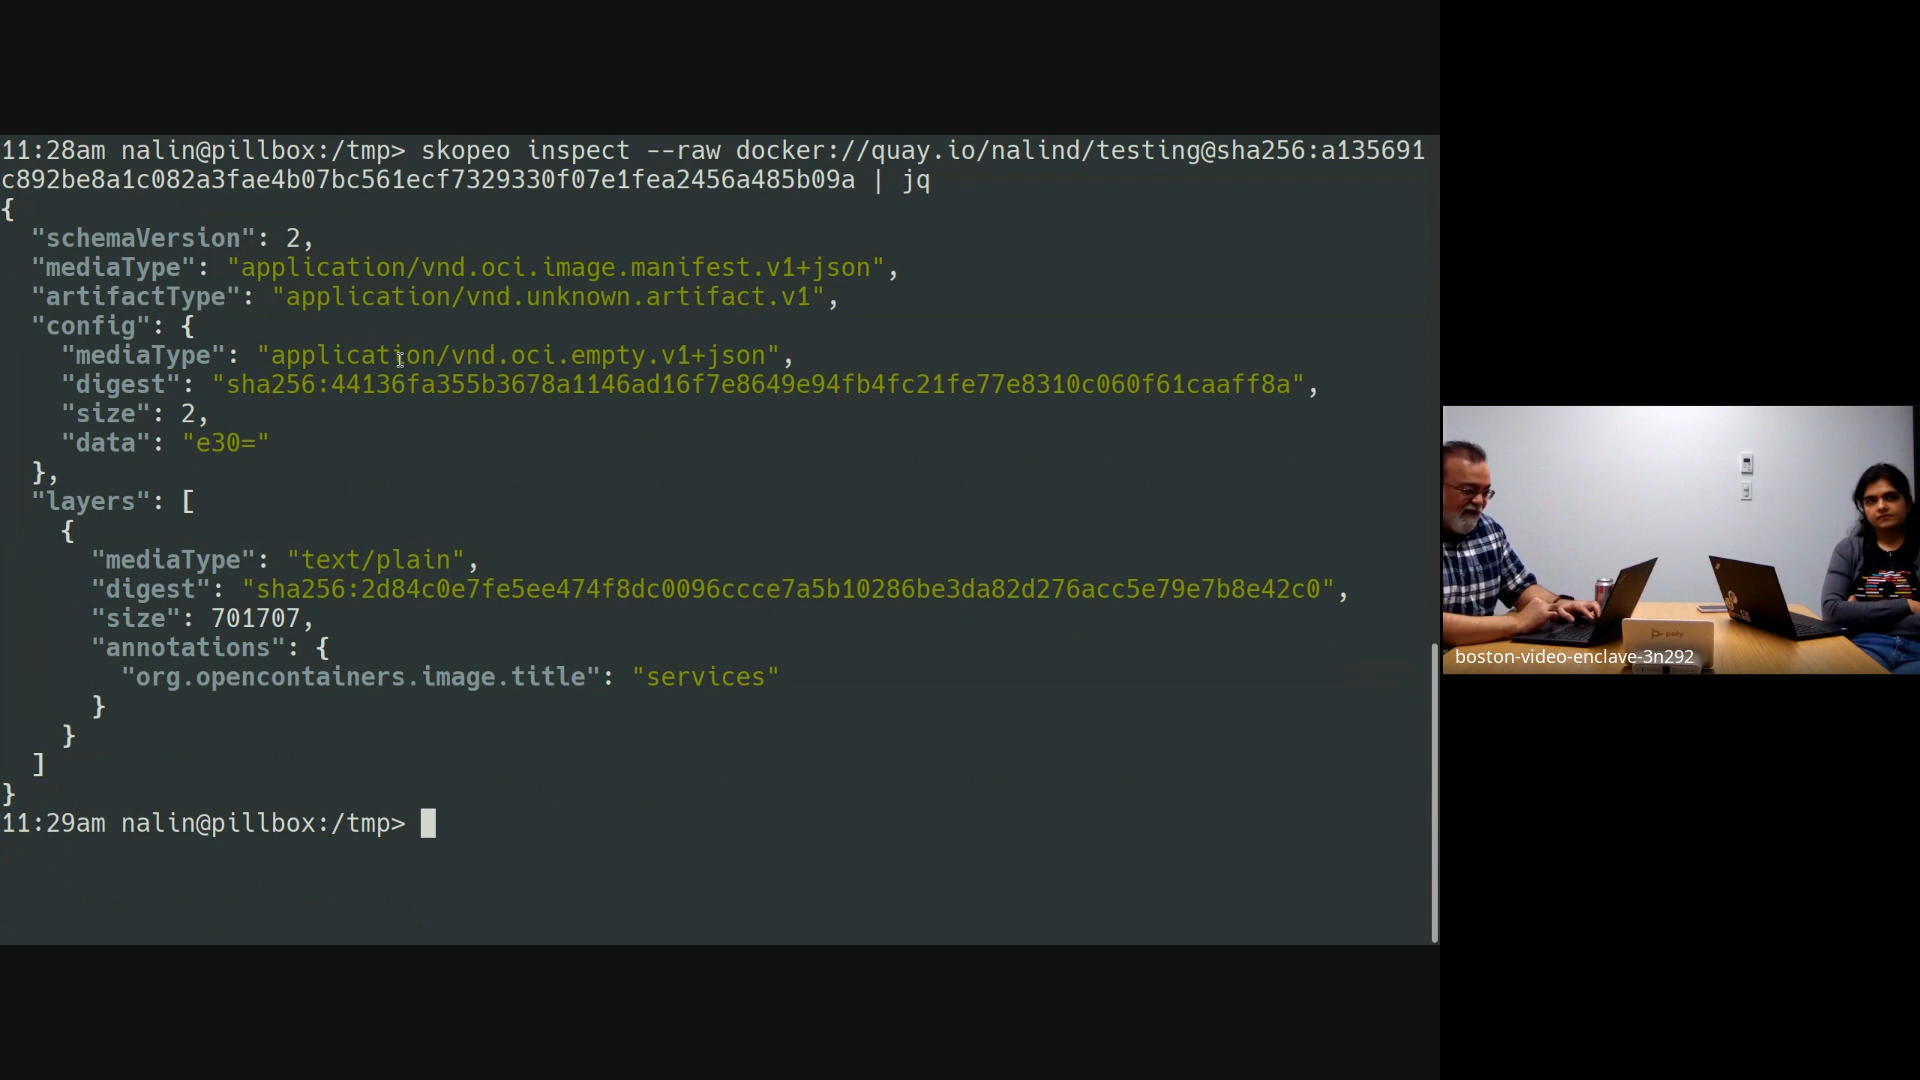 11:28am nalin@pillbox:/tmp> skopeo inspect --raw docker://quay.io/nalind/testing@sha256:a135691
c892be8a1c082a3fae4b07bc561ecf7329330f07e1fea2456a485b09a | jq
{
  "schemaVersion": 2,
  "mediaType": "application/vnd.oci.image.manifest.v1+json",
  "artifactType": "application/vnd.unknown.artifact.v1",
  "config": {
    "mediaType": "application/vnd.oci.empty.v1+json",
    "digest": "sha256:44136fa355b3678a1146ad16f7e8649e94fb4fc21fe77e8310c060f61caaff8a",
    "size": 2,
    "data": "e30="
  },
  "layers": [
    {
      "mediaType": "text/plain",
      "digest": "sha256:2d84c0e7fe5ee474f8dc0096ccce7a5b10286be3da82d276acc5e79e7b8e42c0",
      "size": 701707,
      "annotations": {
        "org.opencontainers.image.title": "services"
      }
    }
  ]
}
11:29am nalin@pillbox:/tmp>
poly
boston-video-enclave-3n292